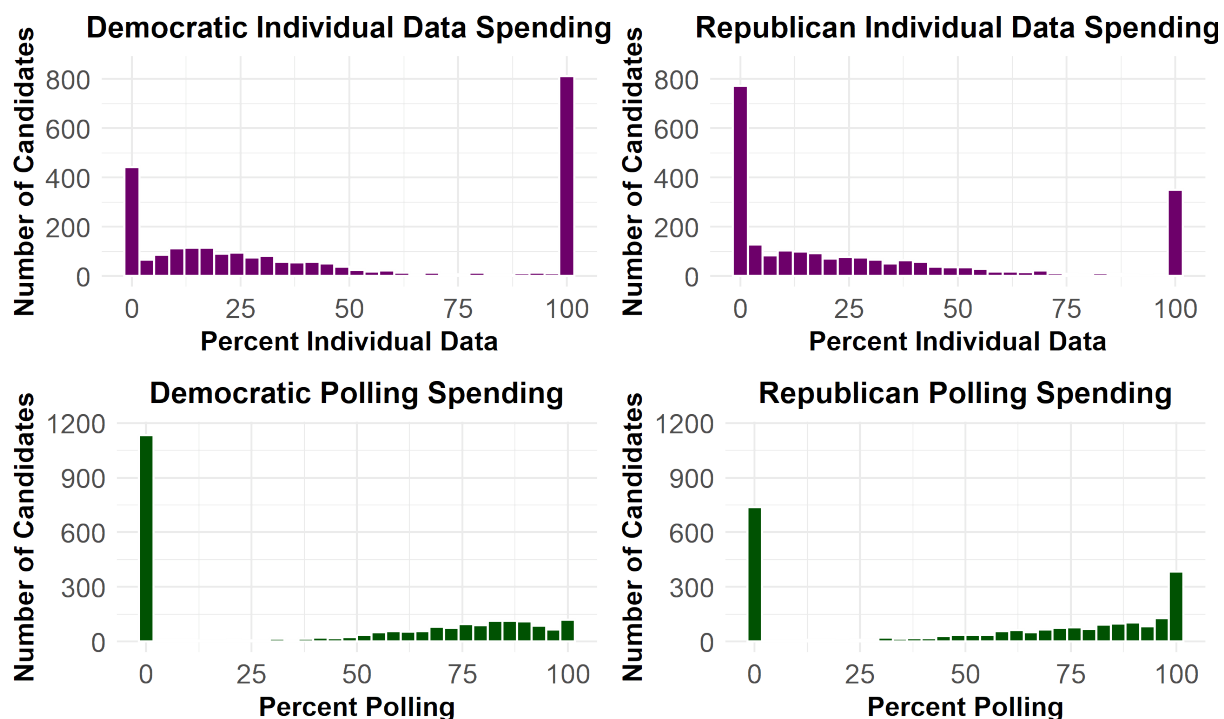 Democratic Individual Data Spending
Number of Candidates
800
600
400
200
0
0 25 50 75 100
Percent Individual Data
Republican Individual Data Spending
Number of Candidates
800
600
400
200
0
0 25 50 75 100
Percent Individual Data
Democratic Polling Spending
Number of Candidates
1200
900
600
300
0
0 25 50 75 100
Percent Polling
Republican Polling Spending
Number of Candidates
1200
900
600
300
0
0 25 50 75 100
Percent Polling